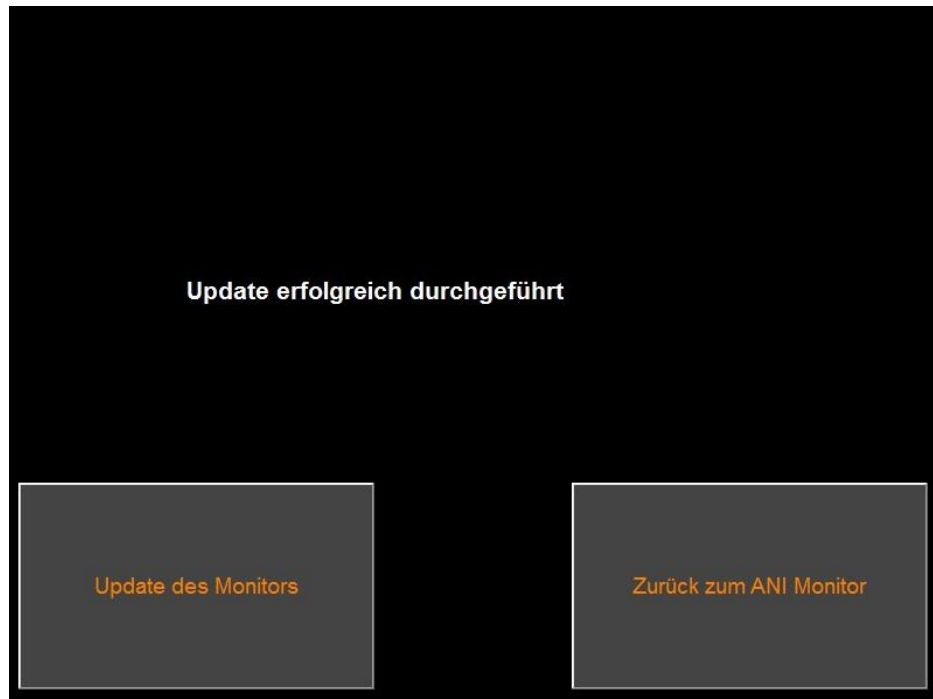 Update erfolgreich durchgeführt
Update des Monitors
Zurück zum ANI Monitor